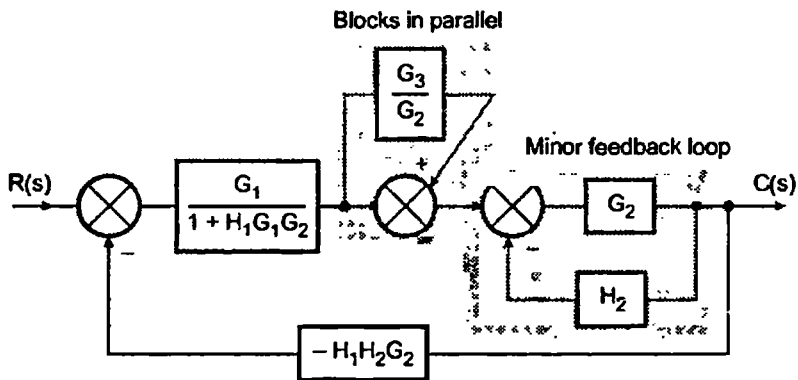 Blocks in parallel
G₃
G₂
+
Minor feedback loop
R(s)
G₁
1 + H₁G₁G₂
G₂
C(s)
−
−
−
H₂
− H₁H₂G₂